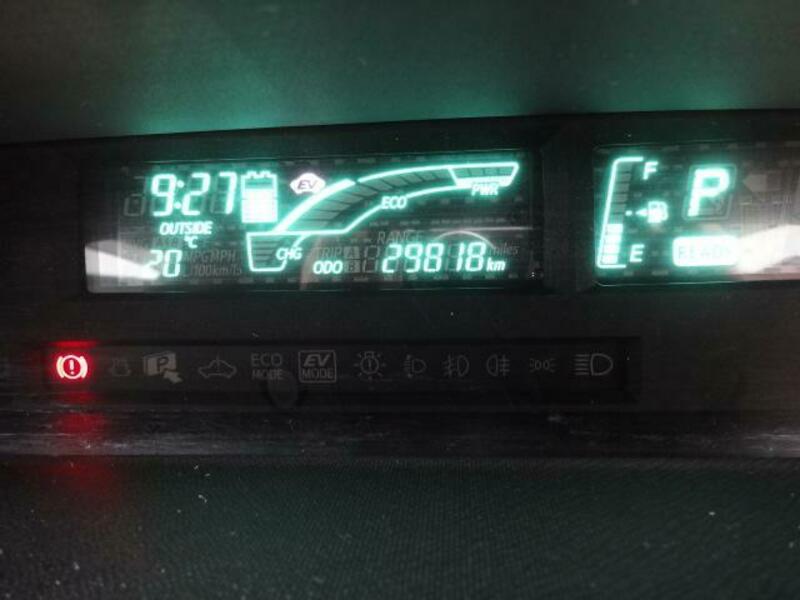 9:27 EV ECO PWR
OUTSIDE
°C
20 MPG MPH
L/100km/h
CHG
RANGE
TRIP A
B
ODO 29818 km
miles
F
E
P
READY
P
ECO
MODE
EV
MODE